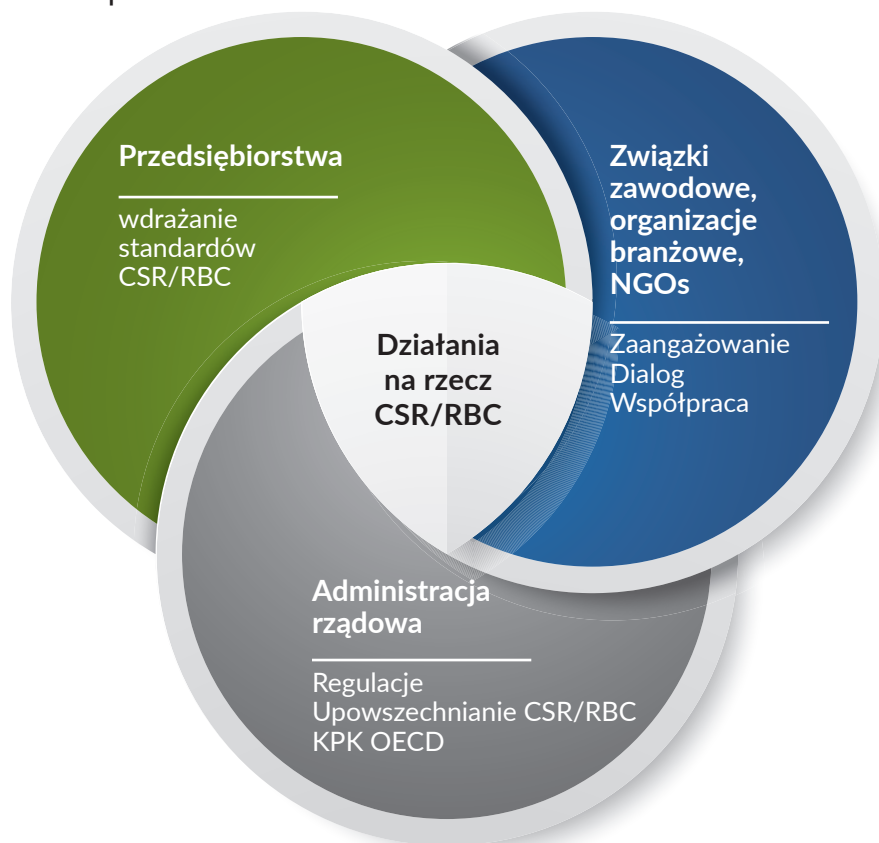 Przedsiębiorstwa
wdrażanie
standardów
CSR/RBC
Związki
zawodowe,
organizacje
branżowe,
NGOs
Zaangażowanie
Dialog
Współpraca
Działania
na rzecz
CSR/RBC
Administracja
rządowa
Regulacje
Upowszechnianie CSR/RBC
KPK OECD